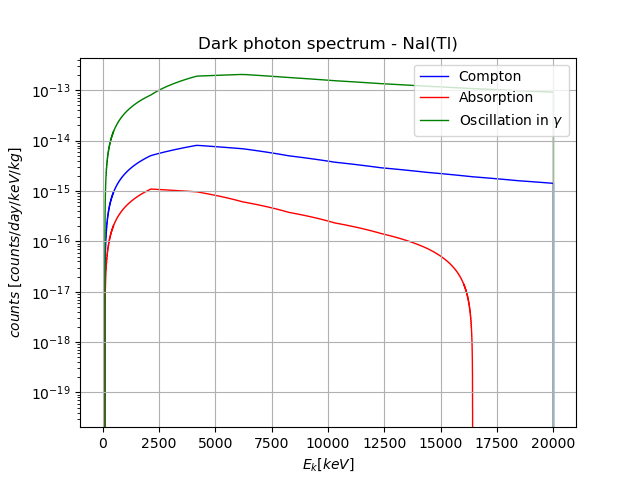 Dark photon spectrum - NaI(Tl)
Compton
Absorption
Oscillation in γ
10⁻¹³
10⁻¹⁴
10⁻¹⁵
10⁻¹⁶
10⁻¹⁷
10⁻¹⁸
10⁻¹⁹
counts [counts/day/keV/kg]
0 2500 5000 7500 10000 12500 15000 17500 20000
Eₖ[keV]